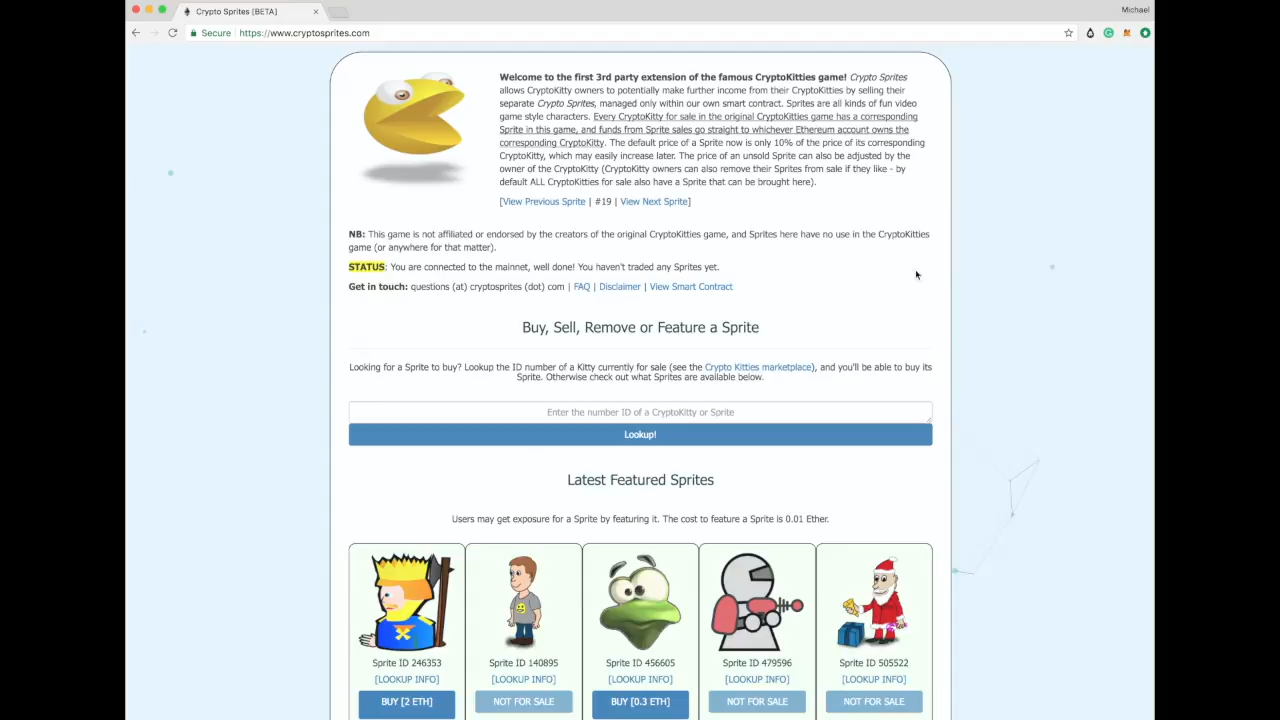 Crypto Sprites [BETA]
Michael
Secure
https://www.cryptosprites.com
Welcome to the first 3rd party extension of the famous CryptoKitties game! Crypto Sprites
allows CryptoKitty owners to potentially make further income from their CryptoKitties by selling their
separate Crypto Sprites, managed only within our own smart contract. Sprites are all kinds of fun video
game style characters. Every CryptoKitty for sale in the original CryptoKitties game has a corresponding
Sprite in this game, and funds from Sprite sales go straight to whichever Ethereum account owns the
corresponding CryptoKitty. The default price of a Sprite now is only 10% of the price of its corresponding
CryptoKitty, which may easily increase later. The price of an unsold Sprite can also be adjusted by the
owner of the CryptoKitty (CryptoKitty owners can also remove their Sprites from sale if they like - by
default ALL CryptoKitties for sale also have a Sprite that can be brought here).
[View Previous Sprite | #19 | View Next Sprite]
NB: This game is not affiliated or endorsed by the creators of the original CryptoKitties game, and Sprites here have no use in the CryptoKitties
game (or anywhere for that matter).
STATUS: You are connected to the mainnet, well done! You haven't traded any Sprites yet.
Get in touch: questions (at) cryptosprites (dot) com | FAQ | Disclaimer | View Smart Contract
Buy, Sell, Remove or Feature a Sprite
Looking for a Sprite to buy? Lookup the ID number of a Kitty currently for sale (see the Crypto Kitties marketplace), and you'll be able to buy its
Sprite. Otherwise check out what Sprites are available below.
Enter the number ID of a CryptoKitty or Sprite
Lookup!
Latest Featured Sprites
Users may get exposure for a Sprite by featuring it. The cost to feature a Sprite is 0.01 Ether.
Sprite ID 246353
[LOOKUP INFO]
BUY [2 ETH]
Sprite ID 140895
[LOOKUP INFO]
NOT FOR SALE
Sprite ID 456605
[LOOKUP INFO]
BUY [0.3 ETH]
Sprite ID 479596
[LOOKUP INFO]
NOT FOR SALE
Sprite ID 505522
[LOOKUP INFO]
NOT FOR SALE